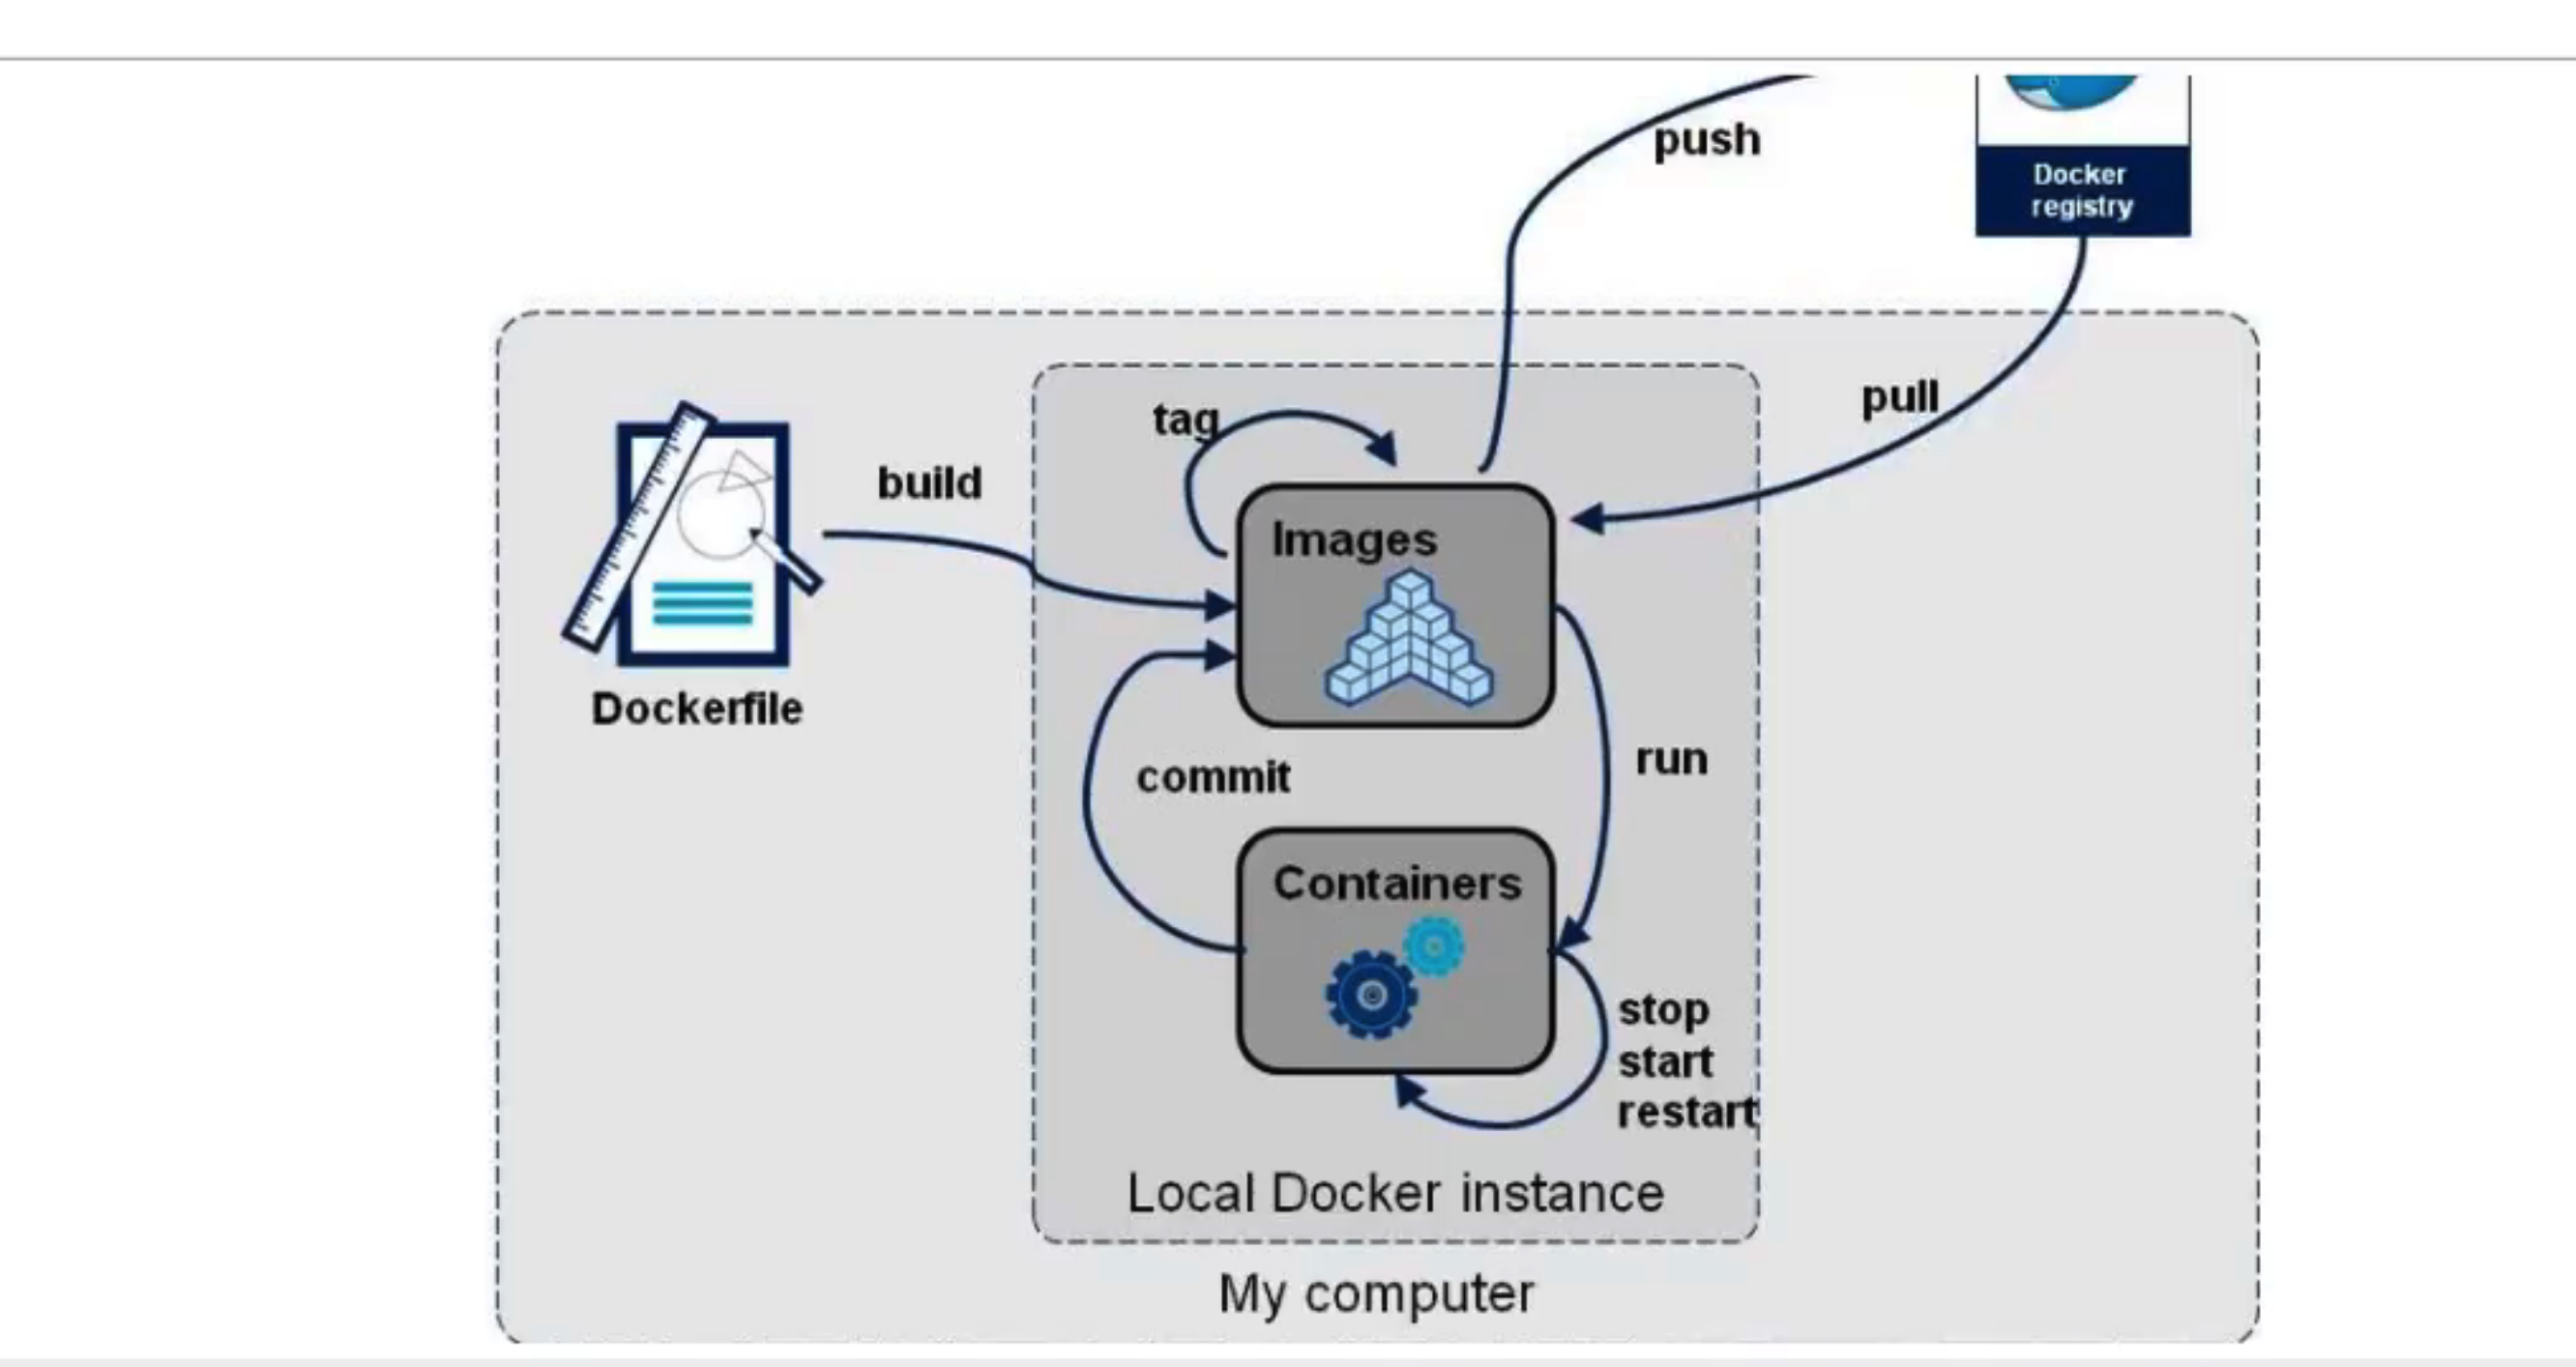 push
Docker
registry
pull
tag
build
Images
Dockerfile
commit
run
Containers
stop
start
restart
Local Docker instance
My computer